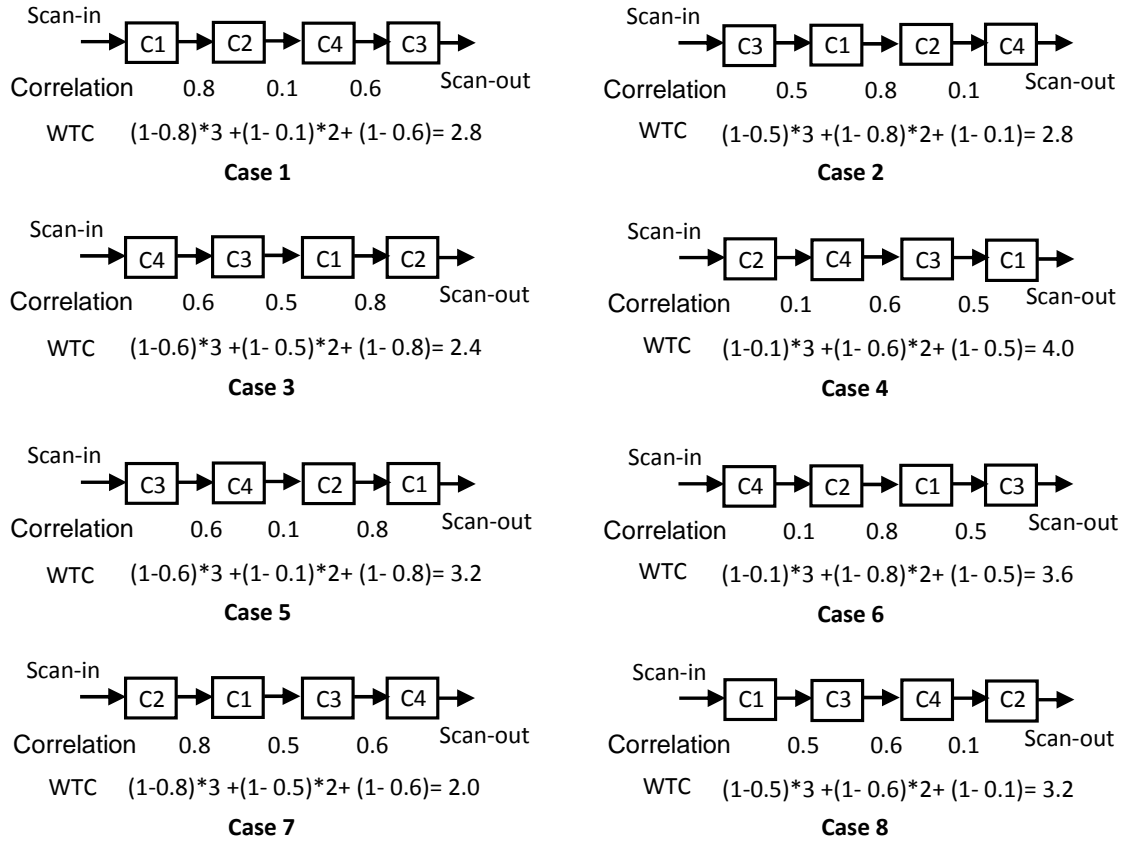 Scan-in
C1 C2 C4 C3
Scan-out
Correlation 0.8 0.1 0.6
WTC (1-0.8)*3 +(1- 0.1)*2+ (1- 0.6)= 2.8
Case 1
Scan-in
C3 C1 C2 C4
Scan-out
Correlation 0.5 0.8 0.1
WTC (1-0.5)*3 +(1- 0.8)*2+ (1- 0.1)= 2.8
Case 2
Scan-in
C4 C3 C1 C2
Scan-out
Correlation 0.6 0.5 0.8
WTC (1-0.6)*3 +(1- 0.5)*2+ (1- 0.8)= 2.4
Case 3
Scan-in
C2 C4 C3 C1
Scan-out
Correlation 0.1 0.6 0.5
WTC (1-0.1)*3 +(1- 0.6)*2+ (1- 0.5)= 4.0
Case 4
Scan-in
C3 C4 C2 C1
Scan-out
Correlation 0.6 0.1 0.8
WTC (1-0.6)*3 +(1- 0.1)*2+ (1- 0.8)= 3.2
Case 5
Scan-in
C4 C2 C1 C3
Scan-out
Correlation 0.1 0.8 0.5
WTC (1-0.1)*3 +(1- 0.8)*2+ (1- 0.5)= 3.6
Case 6
Scan-in
C2 C1 C3 C4
Scan-out
Correlation 0.8 0.5 0.6
WTC (1-0.8)*3 +(1- 0.5)*2+ (1- 0.6)= 2.0
Case 7
Scan-in
C1 C3 C4 C2
Scan-out
Correlation 0.5 0.6 0.1
WTC (1-0.5)*3 +(1- 0.6)*2+ (1- 0.1)= 3.2
Case 8